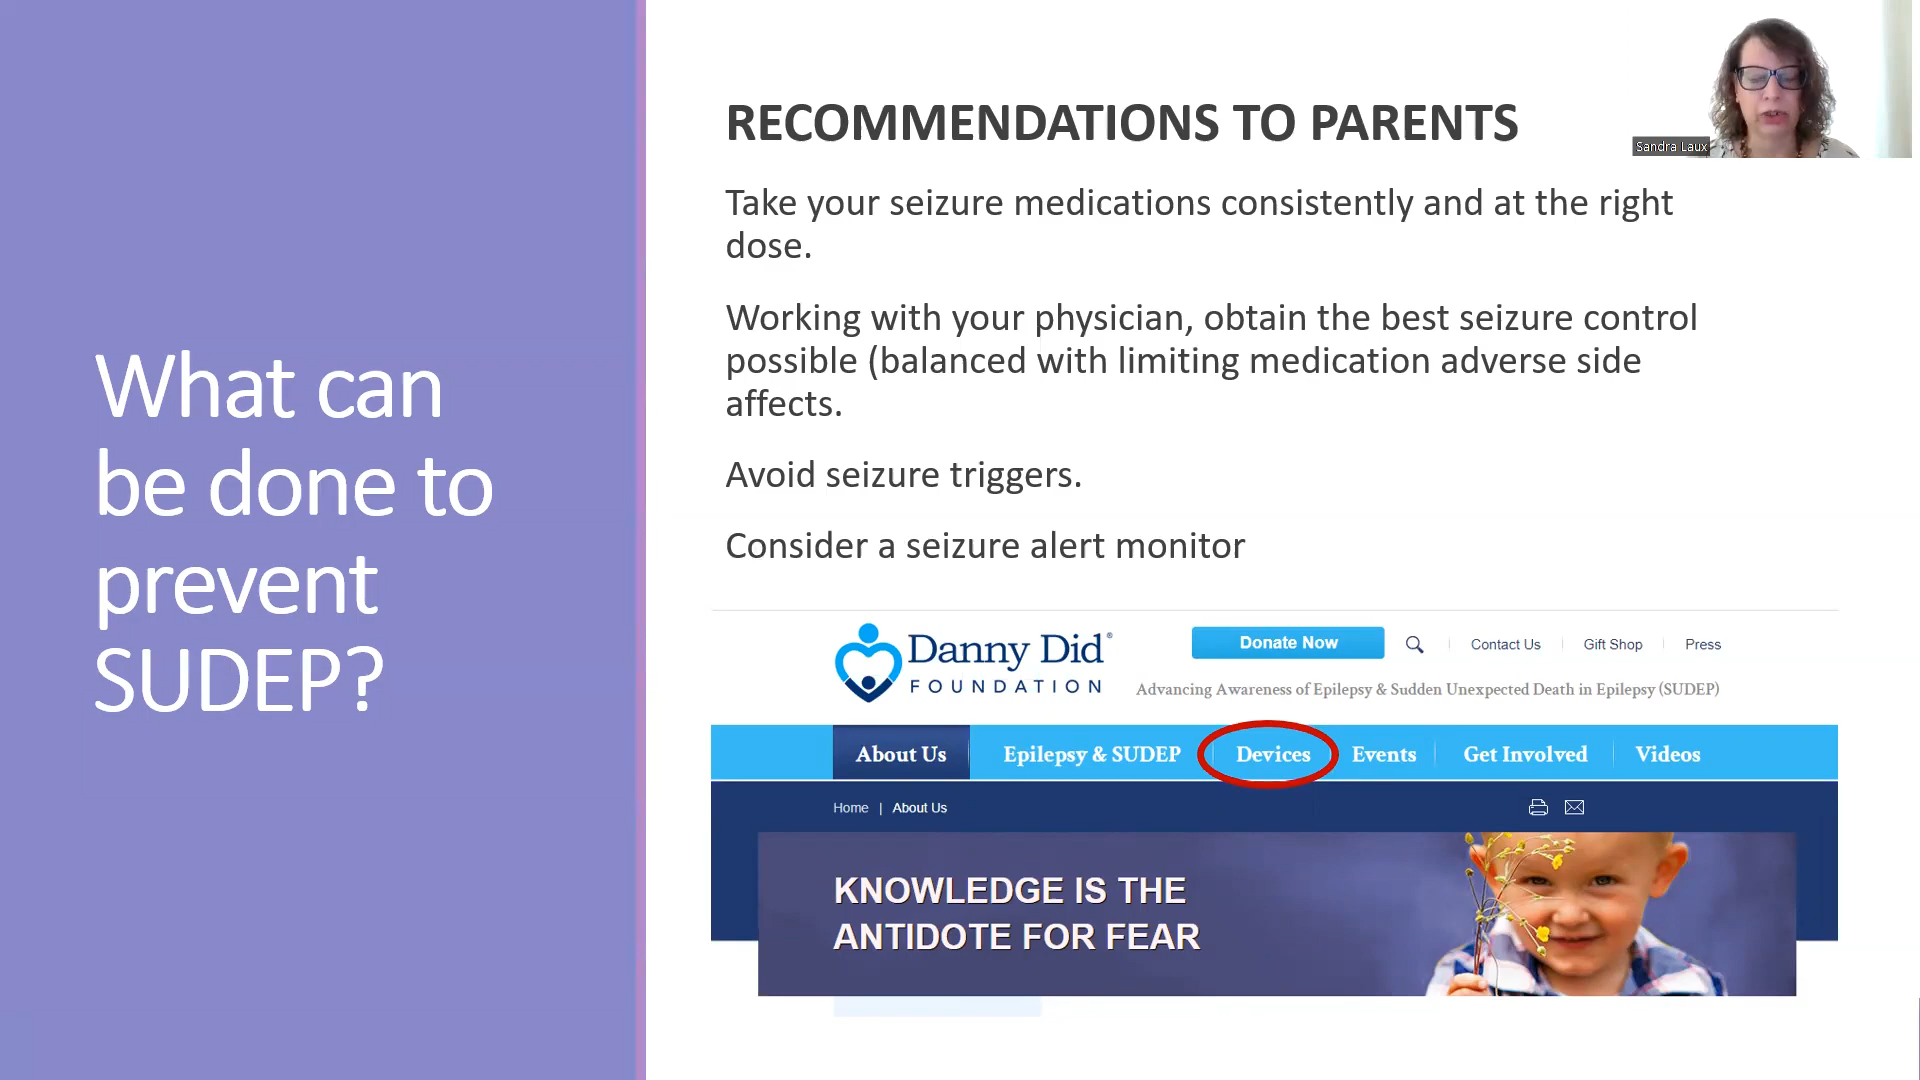 What can
be done to
prevent
SUDEP?
RECOMMENDATIONS TO PARENTS
Sandra Laux
Take your seizure medications consistently and at the right
dose.
Working with your physician, obtain the best seizure control
possible (balanced with limiting medication adverse side
affects.
Avoid seizure triggers.
Consider a seizure alert monitor
Danny Did®
FOUNDATION
Donate Now
Contact Us
Gift Shop
Press
Advancing Awareness of Epilepsy & Sudden Unexpected Death in Epilepsy (SUDEP)
About Us
Epilepsy & SUDEP
Devices
Events
Get Involved
Videos
Home | About Us
KNOWLEDGE IS THE
ANTIDOTE FOR FEAR